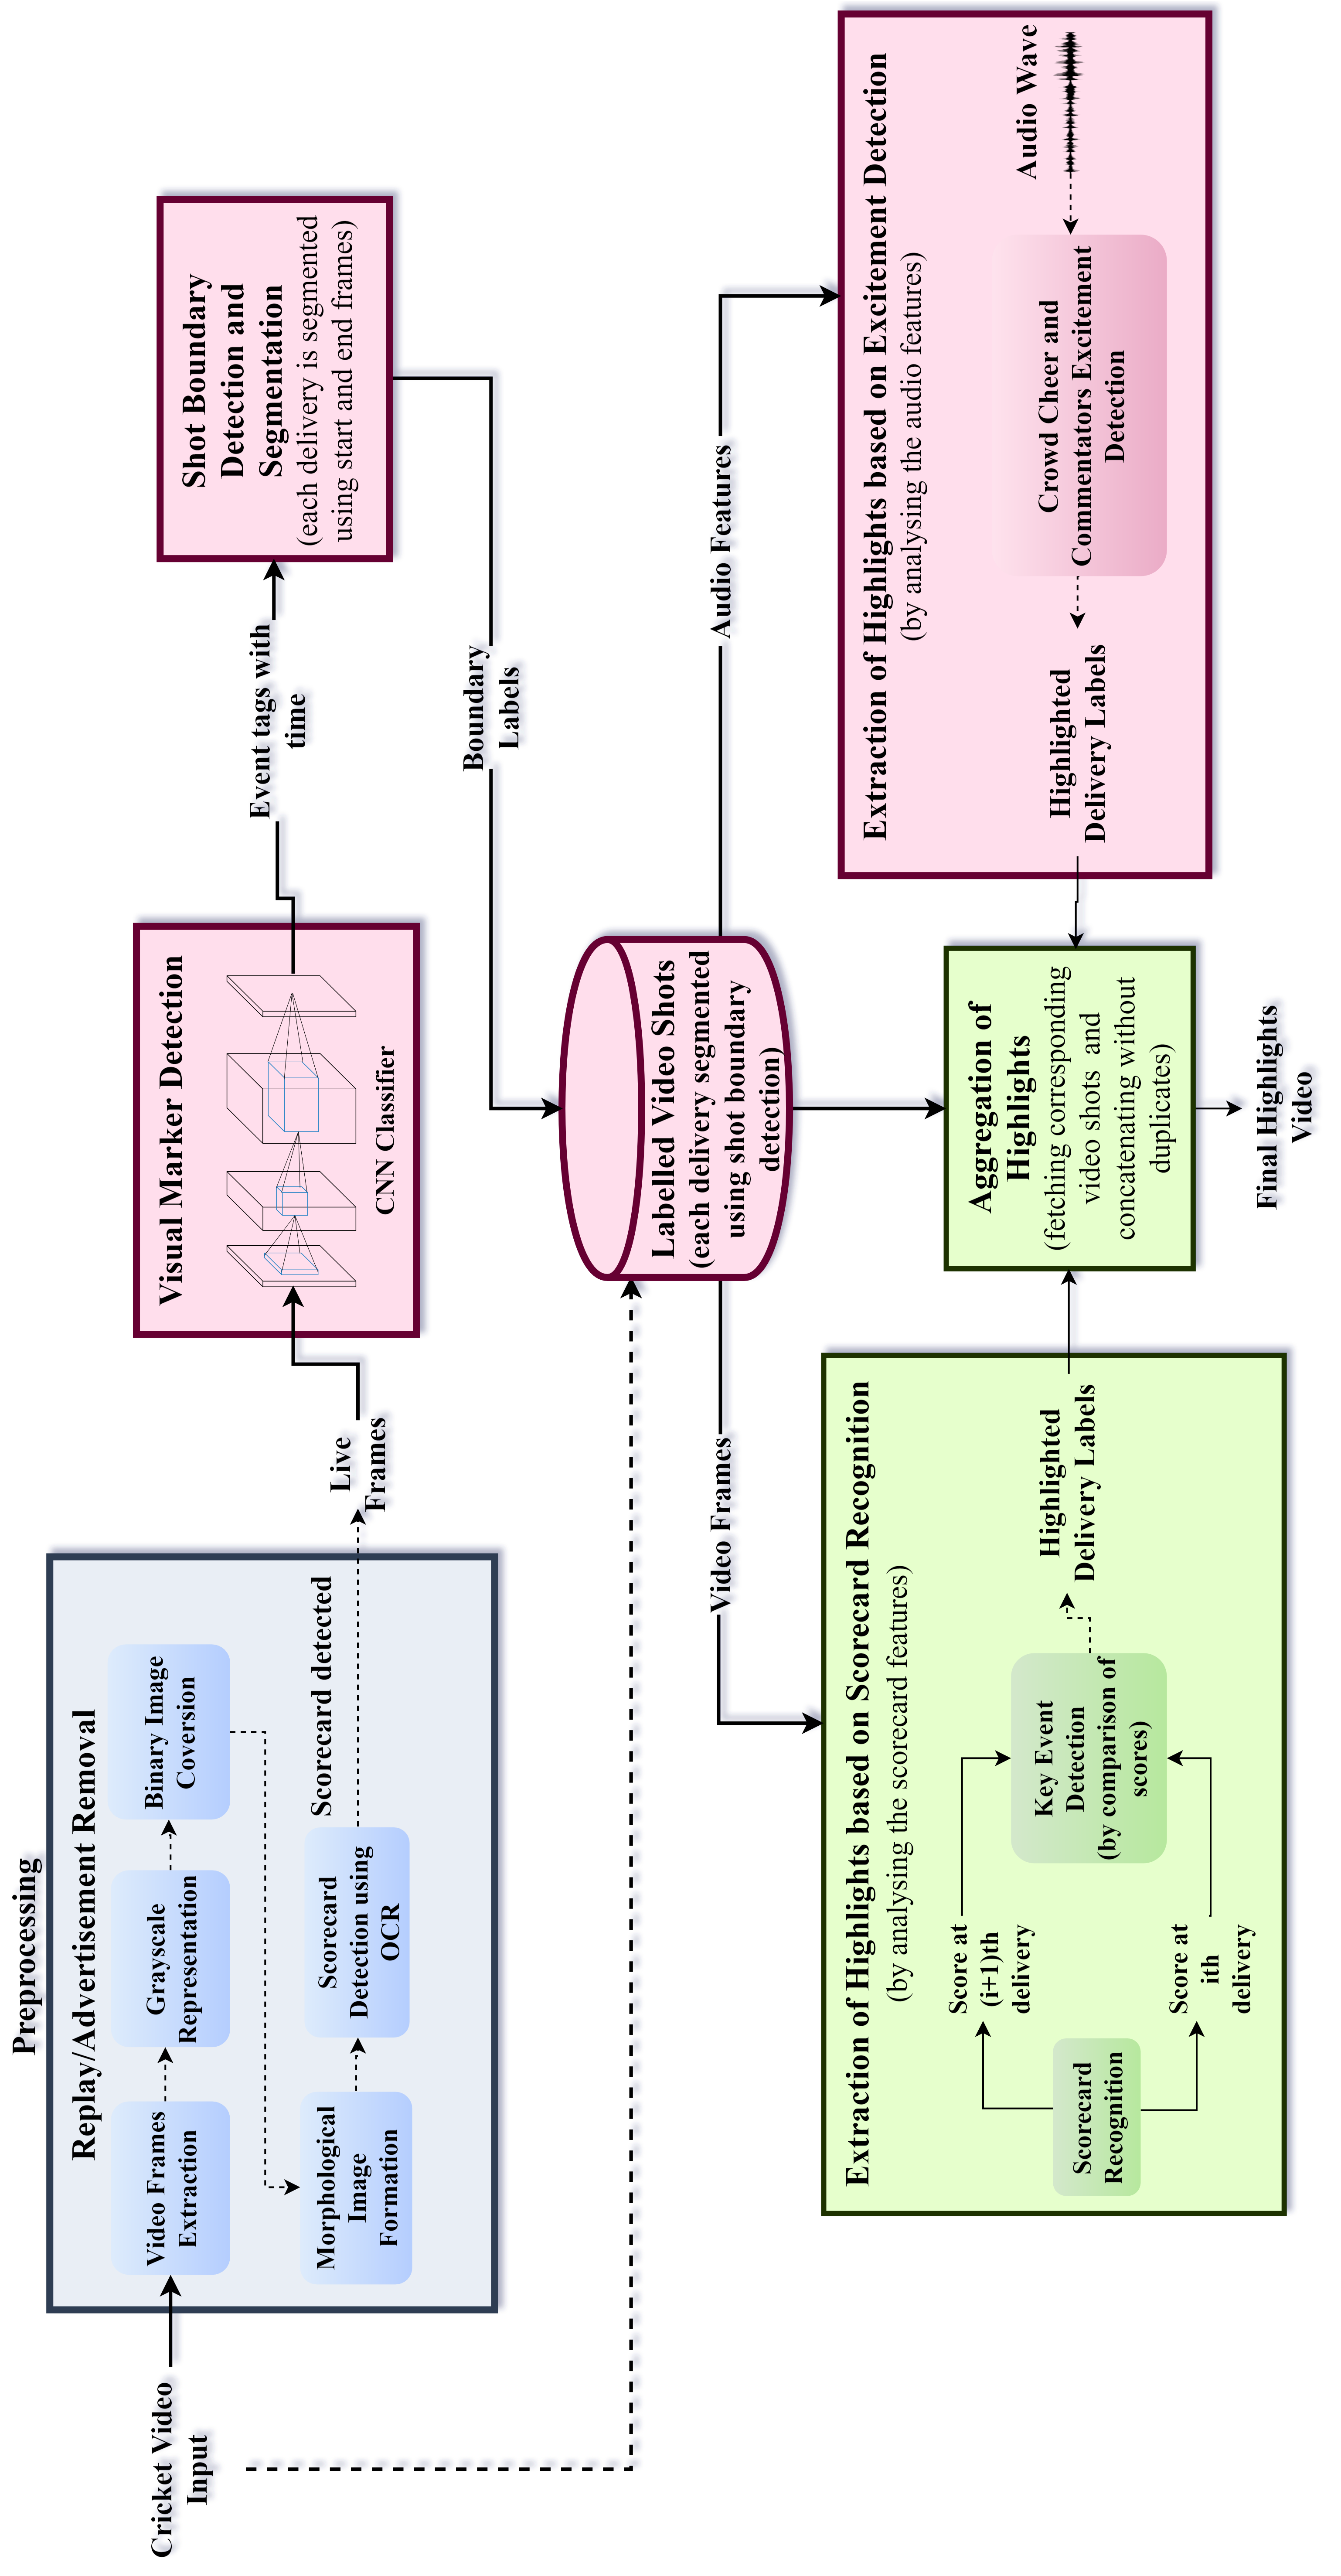 Preprocessing
Replay/Advertisement Removal
Cricket Video
Input
Video Frames
Extraction
Grayscale
Representation
Binary Image
Coversion
Morphological
Image
Formation
Scorecard
Detection using
OCR
Scorecard detected
Live
Frames
Visual Marker Detection
CNN Classifier
Event tags with
time
Shot Boundary
Detection and
Segmentation
(each delivery is segmented
using start and end frames)
Boundary
Labels
Labelled Video Shots
(each delivery segmented
using shot boundary
detection)
Video Frames
Audio Features
Extraction of Highlights based on Scorecard Recognition
(by analysing the scorecard features)
Scorecard
Recognition
Score at
(i+1)th
delivery
Score at
ith
delivery
Key Event
Detection
(by comparison of
scores)
Highlighted
Delivery Labels
Aggregation of
Highlights
(fetching corresponding
video shots and
concatenating without
duplicates)
Final Highlights
Video
Extraction of Highlights based on Excitement Detection
(by analysing the audio features)
Highlighted
Delivery Labels
Crowd Cheer and
Commentators Excitement
Detection
Audio Wave